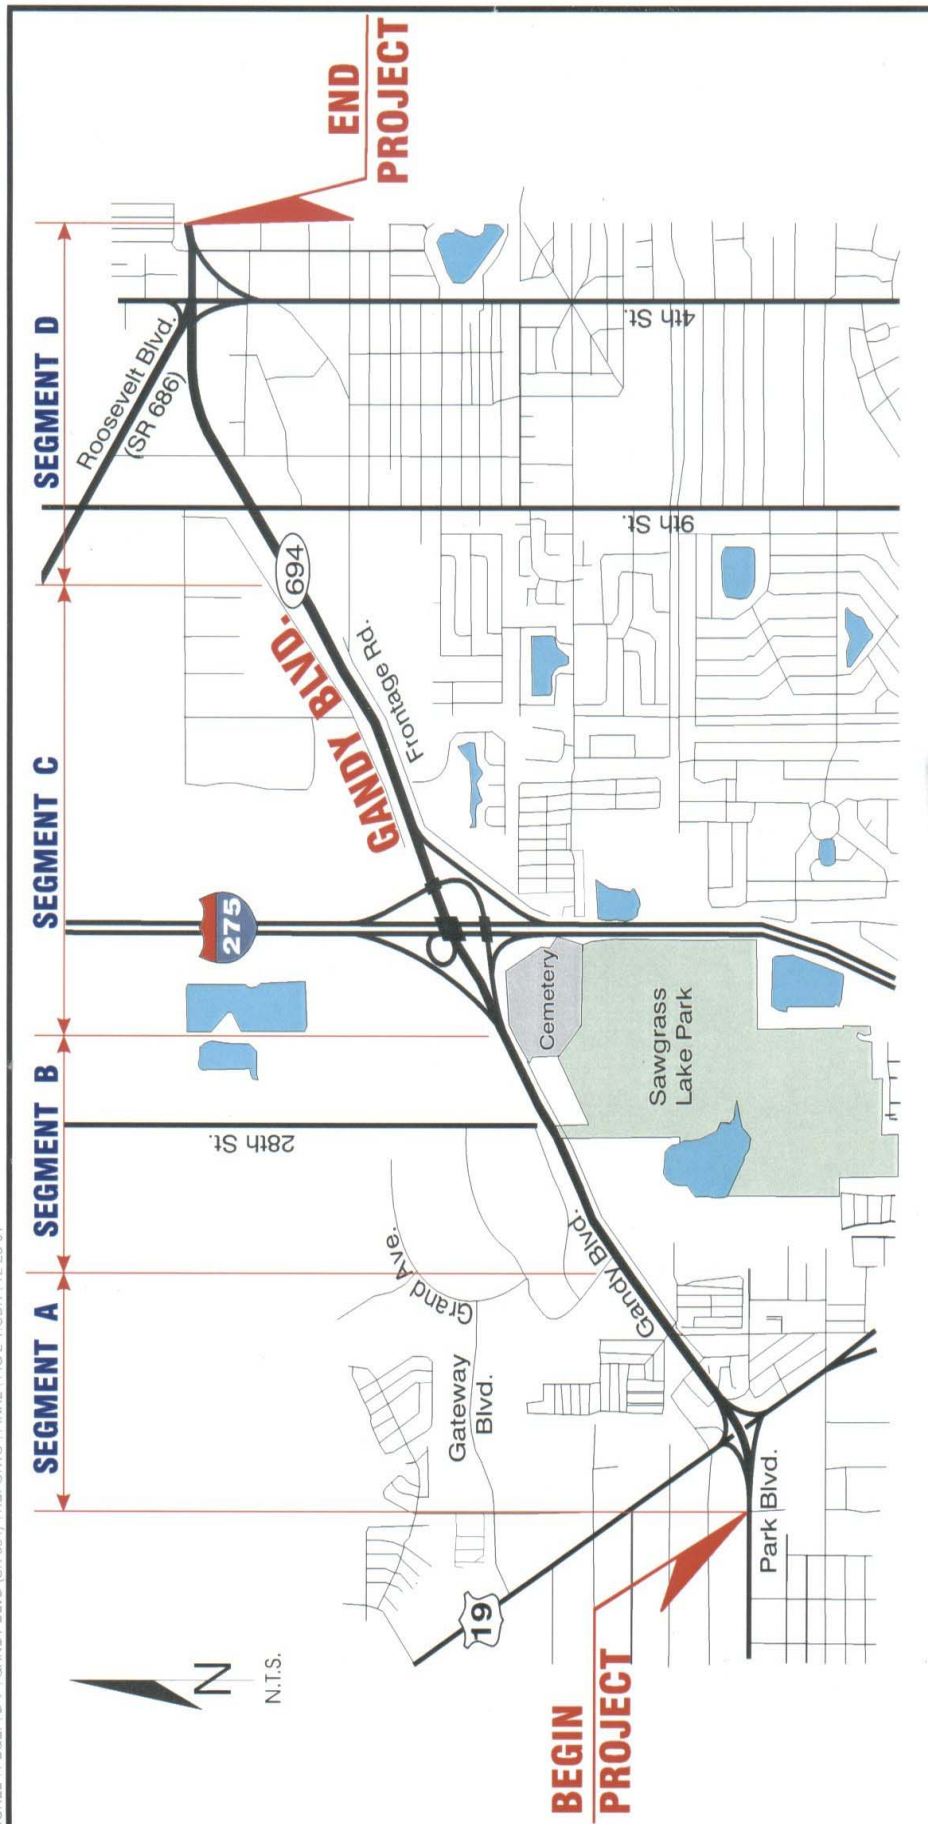 SEGMENT A
SEGMENT B
SEGMENT C
SEGMENT D
Roosevelt Blvd.
(SR 686)
END
PROJECT
275
694
GANDY BLVD.
Frontage Rd.
4th St.
9th St.
28th St.
Grand Ave.
Gateway
Blvd.
Gandy Blvd.
Cemetery
Sawgrass
Lake Park
19
Park Blvd.
N
N.T.S.
BEGIN
PROJECT